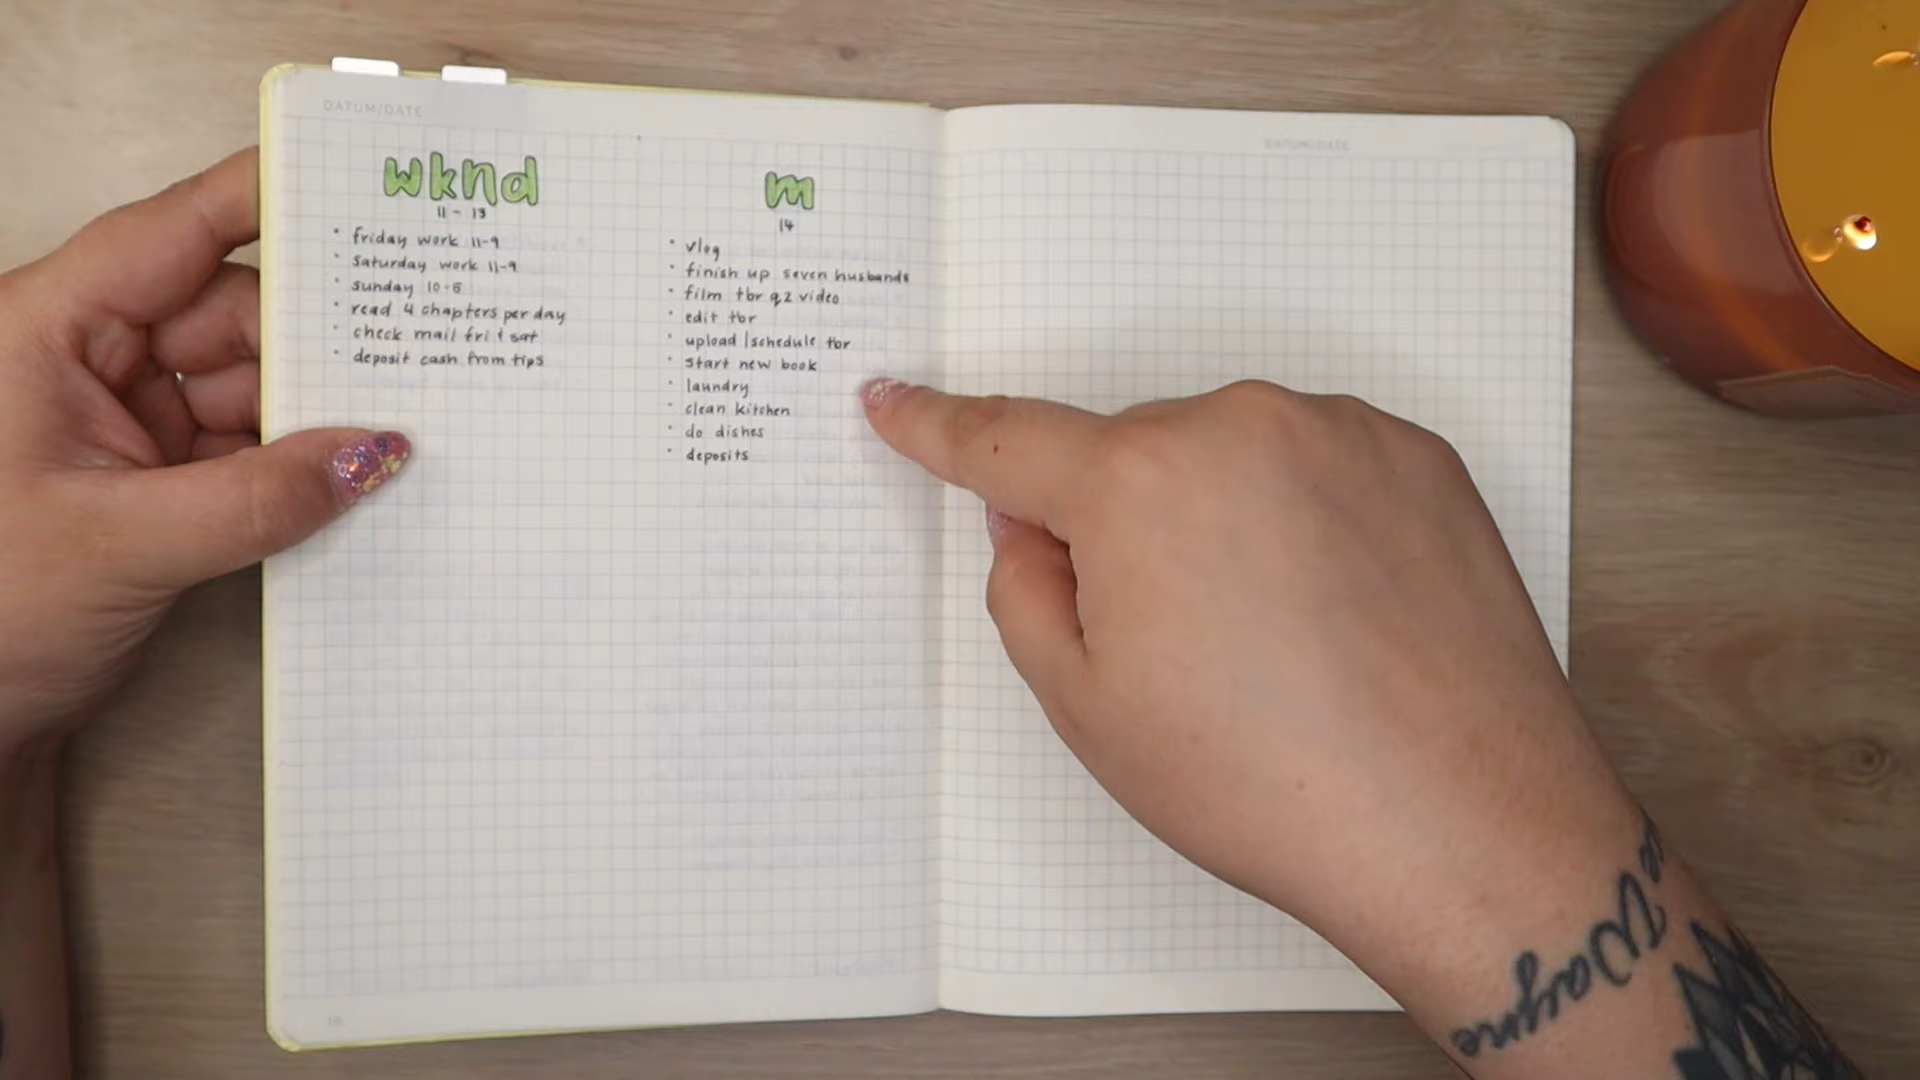 DATUM/DATE
wknd
11 - 13
friday work 11-9
saturday work 11-9
sunday 10-6
read 4 chapters per day
check mail fri & sat
deposit cash from tips
m
14
vlog
finish up seven husbands
film tbr q2 video
edit tbr
upload/schedule tbr
start new book
laundry
clean kitchen
do dishes
deposits
DATUM/DATE
Wayne